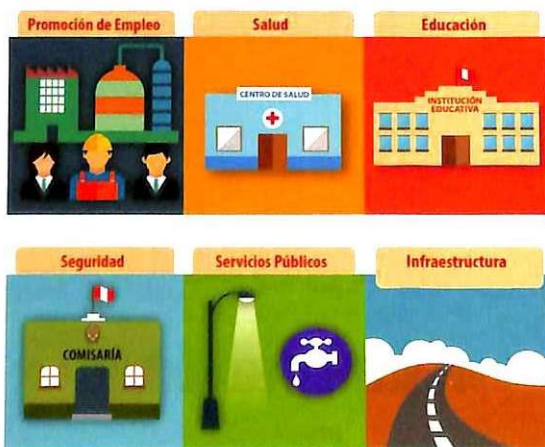 Promoción de Empleo
Salud
Educación
CENTRO DE SALUD
INSTITUCIÓN
EDUCATIVA
Seguridad
Servicios Públicos
Infraestructura
COMISARÍA